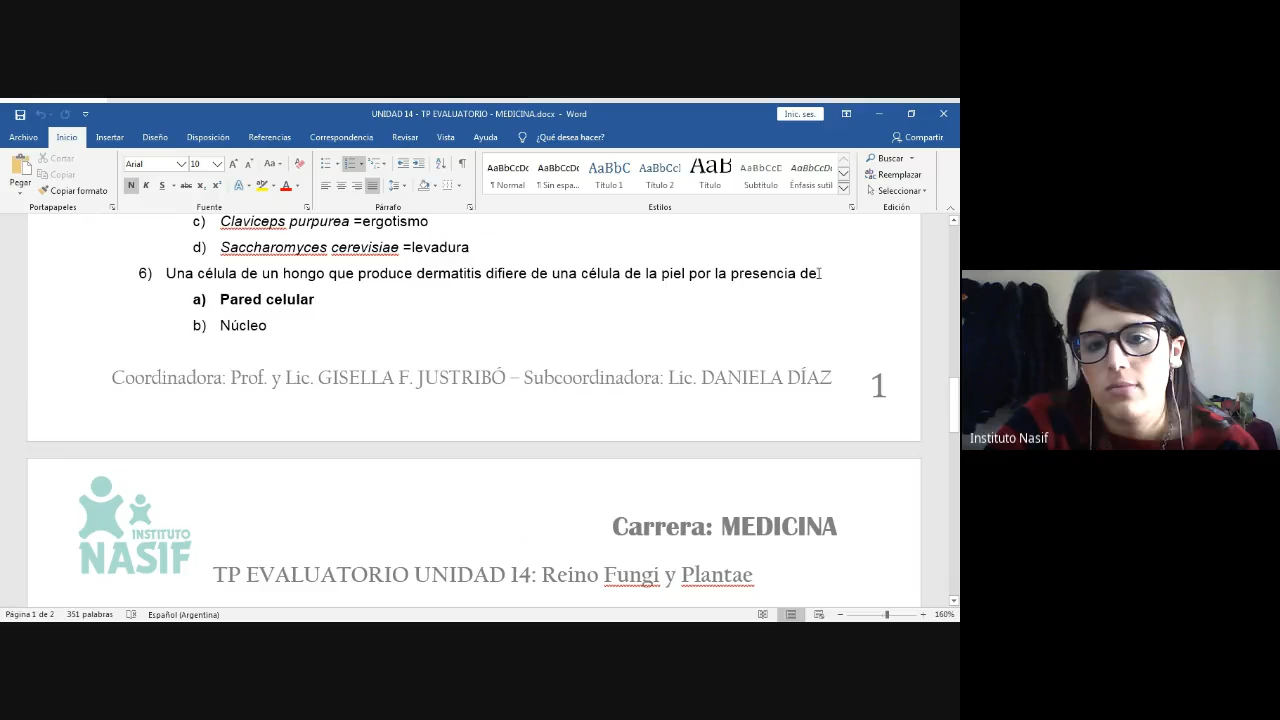 UNIDAD 14 - TP EVALUATORIO - MEDICINA.docx - Word
Inic. ses.
Archivo Inicio Insertar Diseño Disposición Referencias Correspondencia Revisar Vista Ayuda ¿Qué desea hacer? Compartir
Pegar
Cortar
Copiar
Copiar formato
Portapapeles
Arial 10
Fuente
Párrafo
AaBbCcDc AaBbCcDc AaBbC AaBbCcI AaB AaBbCcD AaBbCcDc
¶ Normal ¶ Sin espa... Título 1 Título 2 Título Subtítulo Énfasis sutil
Estilos
Buscar
Reemplazar
Seleccionar
Edición
c) Claviceps purpurea =ergotismo
d) Saccharomyces cerevisiae =levadura
6) Una célula de un hongo que produce dermatitis difiere de una célula de la piel por la presencia de
a) Pared celular
b) Núcleo
Coordinadora: Prof. y Lic. GISELLA F. JUSTRIBÓ – Subcoordinadora: Lic. DANIELA DÍAZ
1
INSTITUTO
NASIF
Carrera: MEDICINA
TP EVALUATORIO UNIDAD 14: Reino Fungi y Plantae
Página 1 de 2 351 palabras Español (Argentina) 160%
Instituto Nasif